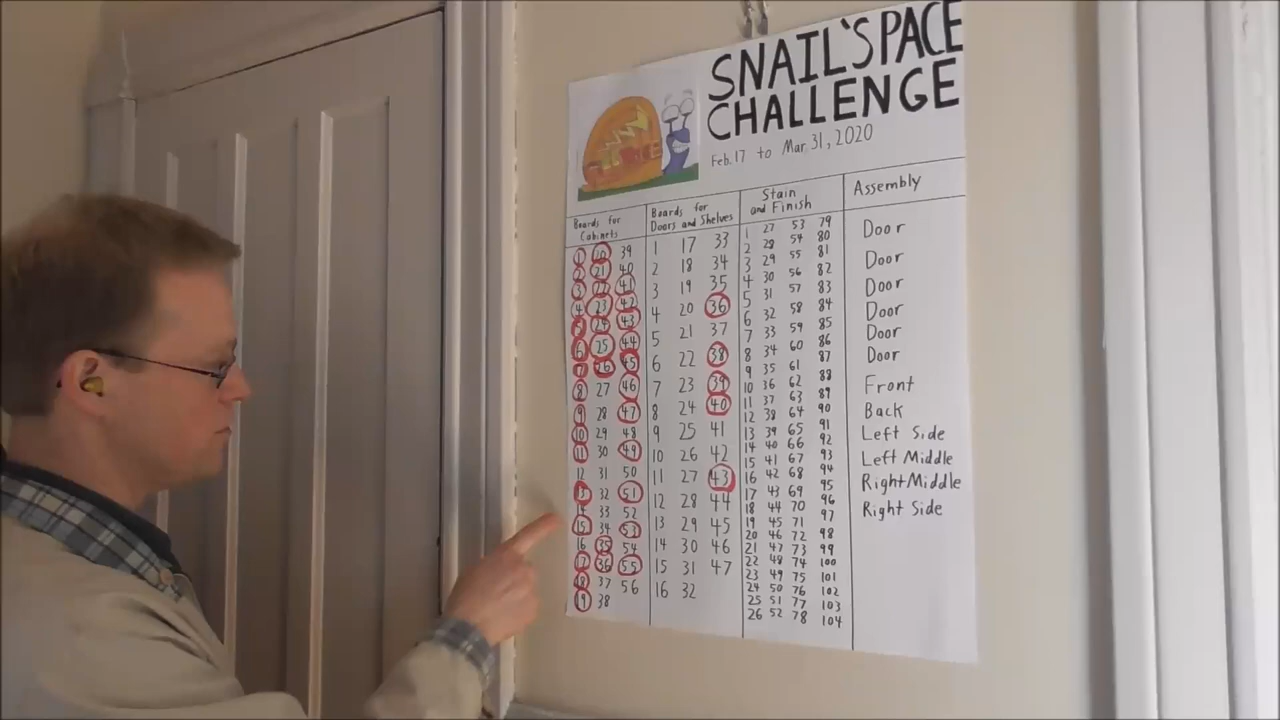 SNAIL'S PACE
CHALLENGE
Feb. 17 to Mar. 31, 2020
Boards for
Cabinets
1 20 39
2 21 40
3 22 41
4 23 42
5 24 43
6 25 44
7 26 45
8 27 46
9 28 47
10 29 48
11 30 49
12 31 50
13 32 51
14 33 52
15 34 53
16 35 54
17 36 55
18 37 56
19 38
Boards for
Doors and Shelves
1 17 33
2 18 34
3 19 35
4 20 36
5 21 37
6 22 38
7 23 39
8 24 40
9 25 41
10 26 42
11 27 43
12 28 44
13 29 45
14 30 46
15 31 47
16 32
Stain
and Finish
1 27 53 79
2 28 54 80
3 29 55 81
4 30 56 82
5 31 57 83
6 32 58 84
7 33 59 85
8 34 60 86
9 35 61 87
10 36 62 88
11 37 63 89
12 38 64 90
13 39 65 91
14 40 66 92
15 41 67 93
16 42 68 94
17 43 69 95
18 44 70 96
19 45 71 97
20 46 72 98
21 47 73 99
22 48 74 100
23 49 75 101
24 50 76 102
25 51 77 103
26 52 78 104
Assembly
Door
Door
Door
Door
Door
Door
Front
Back
Left Side
Left Middle
Right Middle
Right Side